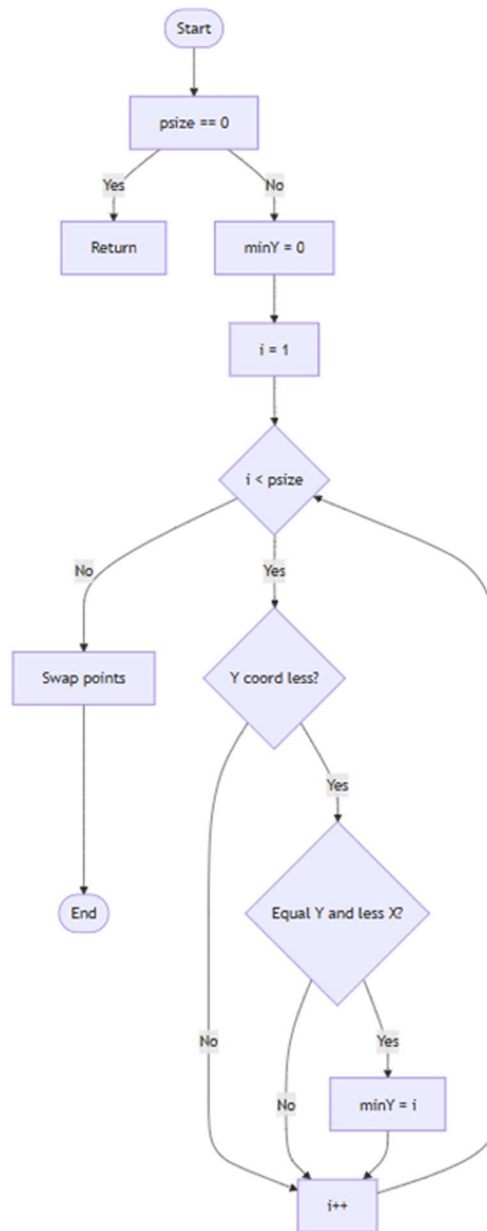 Start
psize == 0
Yes
No
Return
minY = 0
i = 1
i < psize
No
Yes
Swap points
Y coord less?
Yes
Equal Y and less X?
End
No
No
Yes
minY = i
i++